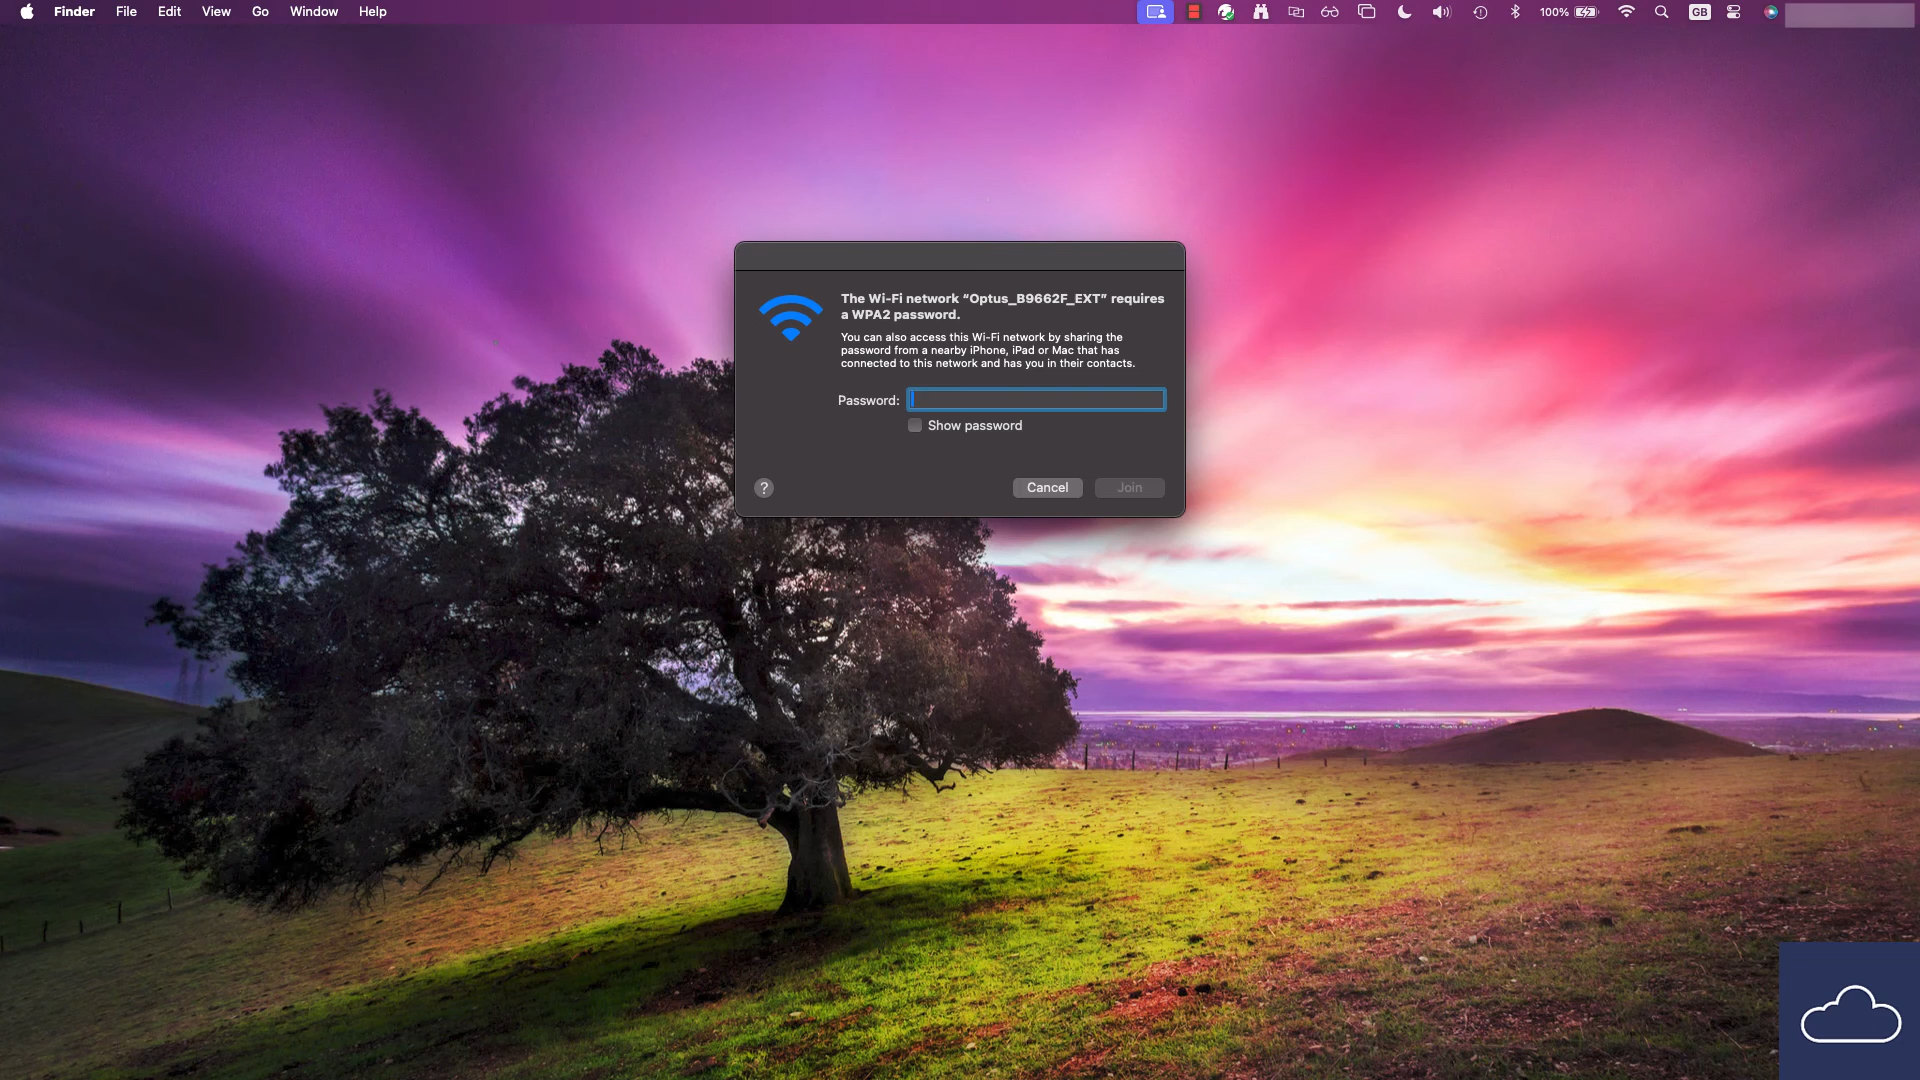 Finder File Edit View Go Window Help 100% GB
The Wi-Fi network “Optus_B9662F_EXT” requires
a WPA2 password.
You can also access this Wi-Fi network by sharing the
password from a nearby iPhone, iPad or Mac that has
connected to this network and has you in their contacts.
Password:
Show password
? Cancel Join